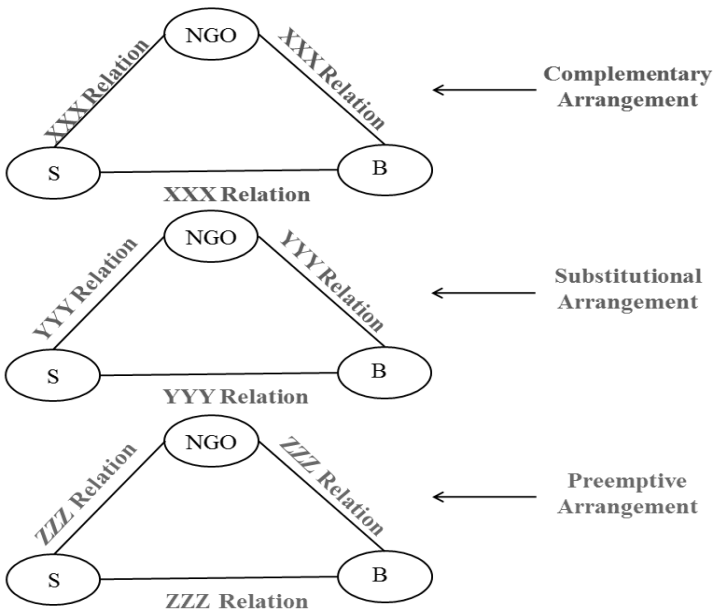 NGO
XXX Relation
XXX Relation
Complementary
Arrangement
S
B
XXX Relation
NGO
YYY Relation
YYY Relation
Substitutional
Arrangement
S
B
YYY Relation
NGO
ZZZ Relation
ZZZ Relation
Preemptive
Arrangement
S
B
ZZZ Relation